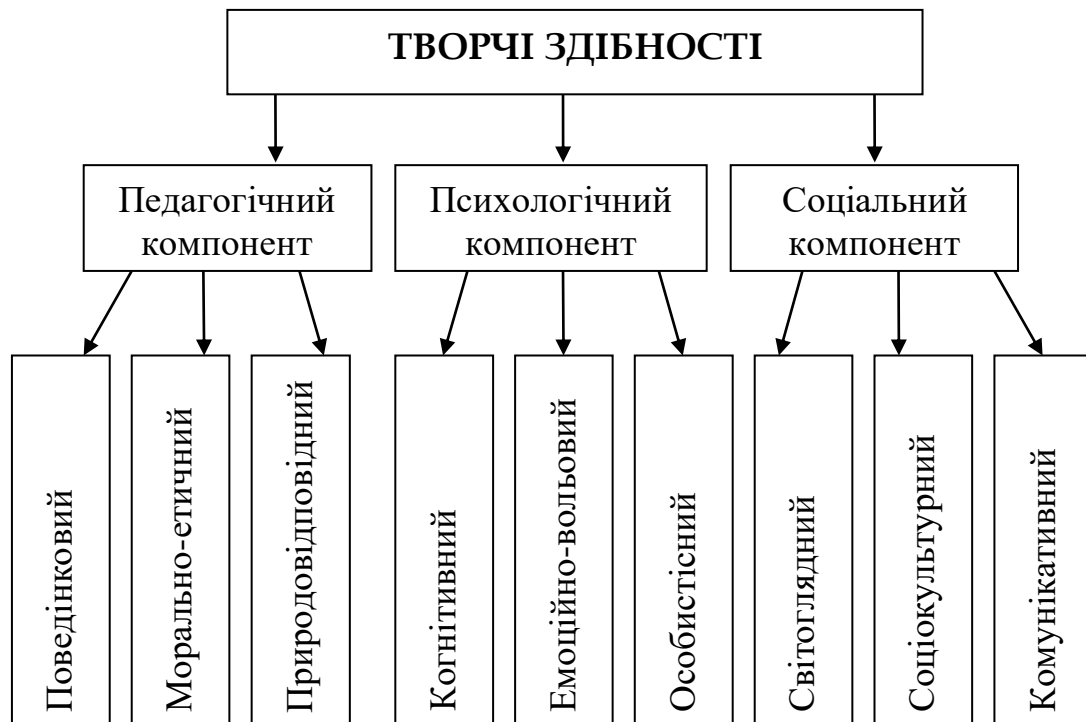 ТВОРЧІ ЗДІБНОСТІ
Педагогічний
компонент
Психологічний
компонент
Соціальний
компонент
Поведінковий
Морально-етичний
Природовідповідний
Когнітивний
Емоційно-вольовий
Особистісний
Світоглядний
Соціокультурний
Комунікативний